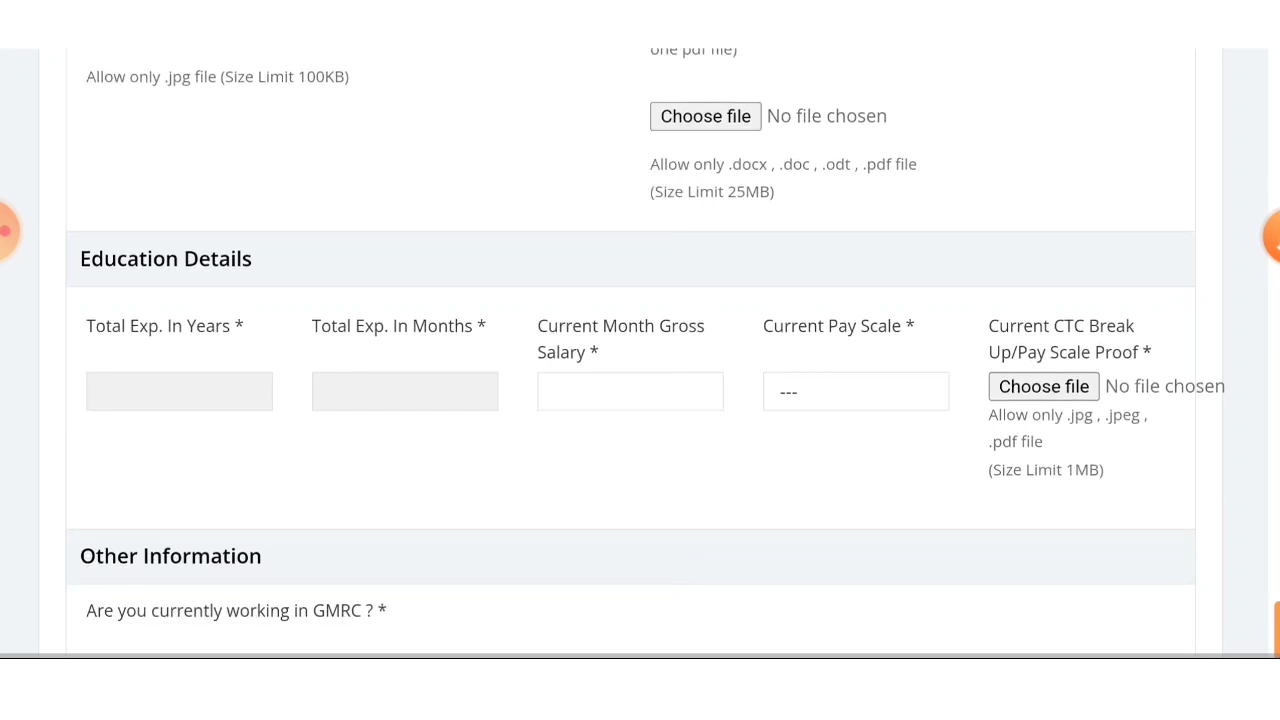 one pdf file)
Allow only .jpg file (Size Limit 100KB)
Choose file No file chosen
Allow only .docx , .doc , .odt , .pdf file
(Size Limit 25MB)
Education Details
Total Exp. In Years *
Total Exp. In Months *
Current Month Gross
Salary *
Current Pay Scale *
---
Current CTC Break
Up/Pay Scale Proof *
Choose file No file chosen
Allow only .jpg , .jpeg ,
.pdf file
(Size Limit 1MB)
Other Information
Are you currently working in GMRC ? *